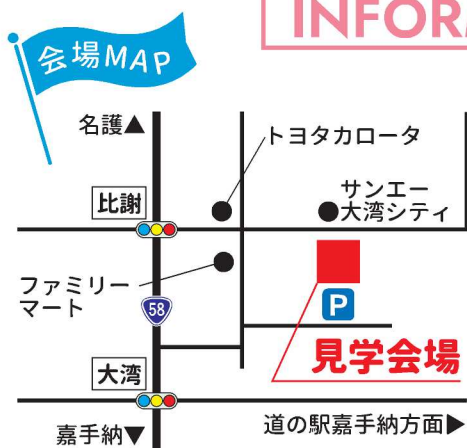 INFOR
会場MAP
名護▲
トヨタカロータ
比謝
サンエー
大湾シティ
ファミリー
マート
58
P
見学会場
大湾
嘉手納▼
道の駅嘉手納方面▶